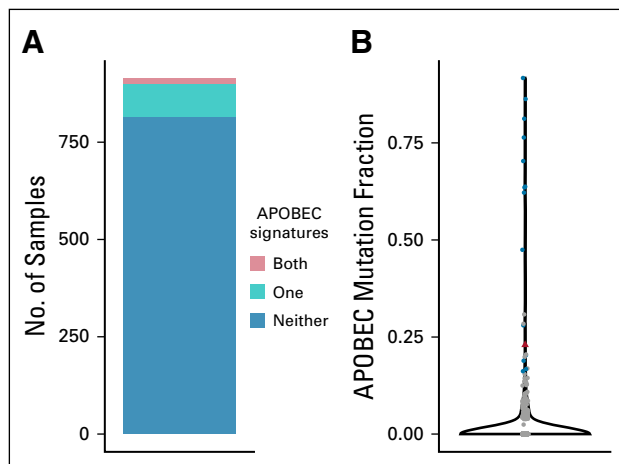 A
No. of Samples
750
500
250
0
APOBEC
signatures
Both
One
Neither
B
APOBEC Mutation Fraction
0.75
0.50
0.25
0.00